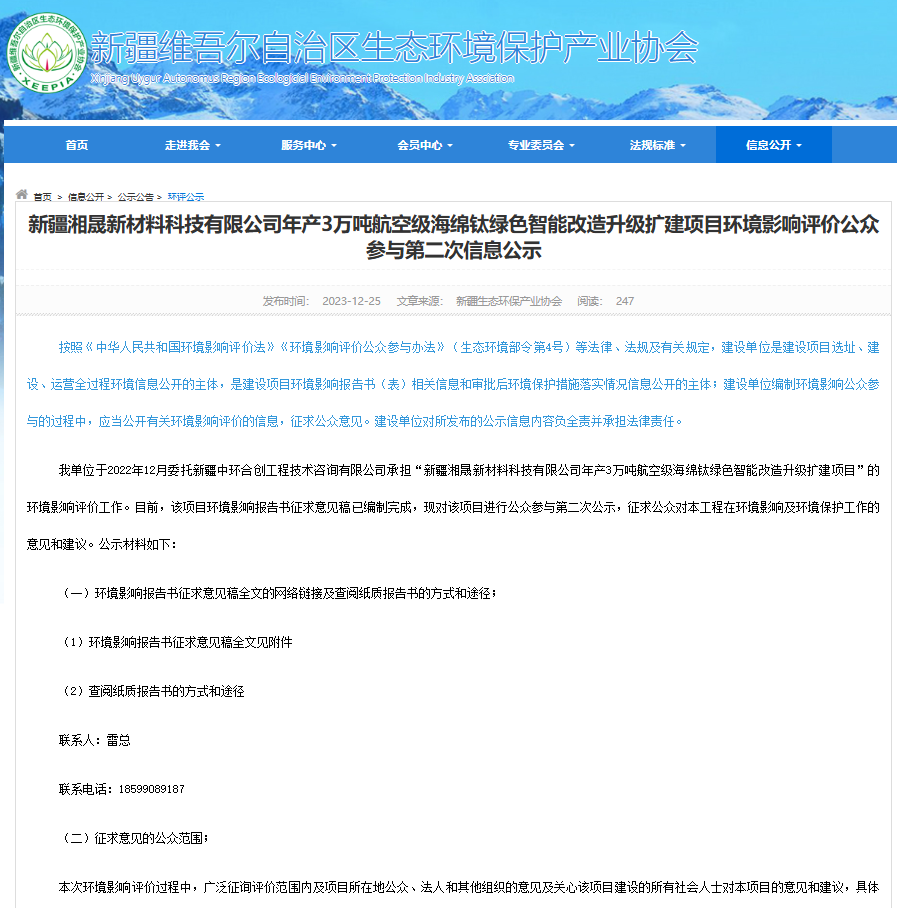 新疆维吾尔自治区生态环境保护产业协会
Xinjiang Uygur Autonomus Region Ecologicial Environment Protection Industry Assciation
新疆维吾尔自治区生态环境保护产业协会
XEEPIA
首页 走进我会 服务中心 会员中心 专业委员会 法规标准 信息公开
首页 > 信息公开 > 公示公告 > 环评公示
新疆湘晟新材料科技有限公司年产3万吨航空级海绵钛绿色智能改造升级扩建项目环境影响评价公众
参与第二次信息公示
发布时间: 2023-12-25 文章来源: 新疆生态环保产业协会 阅读: 247
按照《中华人民共和国环境影响评价法》《环境影响评价公众参与办法》（生态环境部令第4号）等法律、法规及有关规定，建设单位是建设项目选址、建
设、运营全过程环境信息公开的主体，是建设项目环境影响报告书（表）相关信息和审批后环境保护措施落实情况信息公开的主体；建设单位编制环境影响公众参
与的过程中，应当公开有关环境影响评价的信息，征求公众意见。建设单位对所发布的公示信息内容负全责并承担法律责任。
我单位于2022年12月委托新疆中环合创工程技术咨询有限公司承担“新疆湘晟新材料科技有限公司年产3万吨航空级海绵钛绿色智能改造升级扩建项目”的
环境影响评价工作。目前，该项目环境影响报告书征求意见稿已编制完成，现对该项目进行公众参与第二次公示，征求公众对本工程在环境影响及环境保护工作的
意见和建议。公示材料如下：
（一）环境影响报告书征求意见稿全文的网络链接及查阅纸质报告书的方式和途径；
（1）环境影响报告书征求意见稿全文见附件
（2）查阅纸质报告书的方式和途径
联系人：雷总
联系电话：18599089187
（二）征求意见的公众范围；
本次环境影响评价过程中，广泛征询评价范围内及项目所在地公众、法人和其他组织的意见及关心该项目建设的所有社会人士对本项目的意见和建议，具体